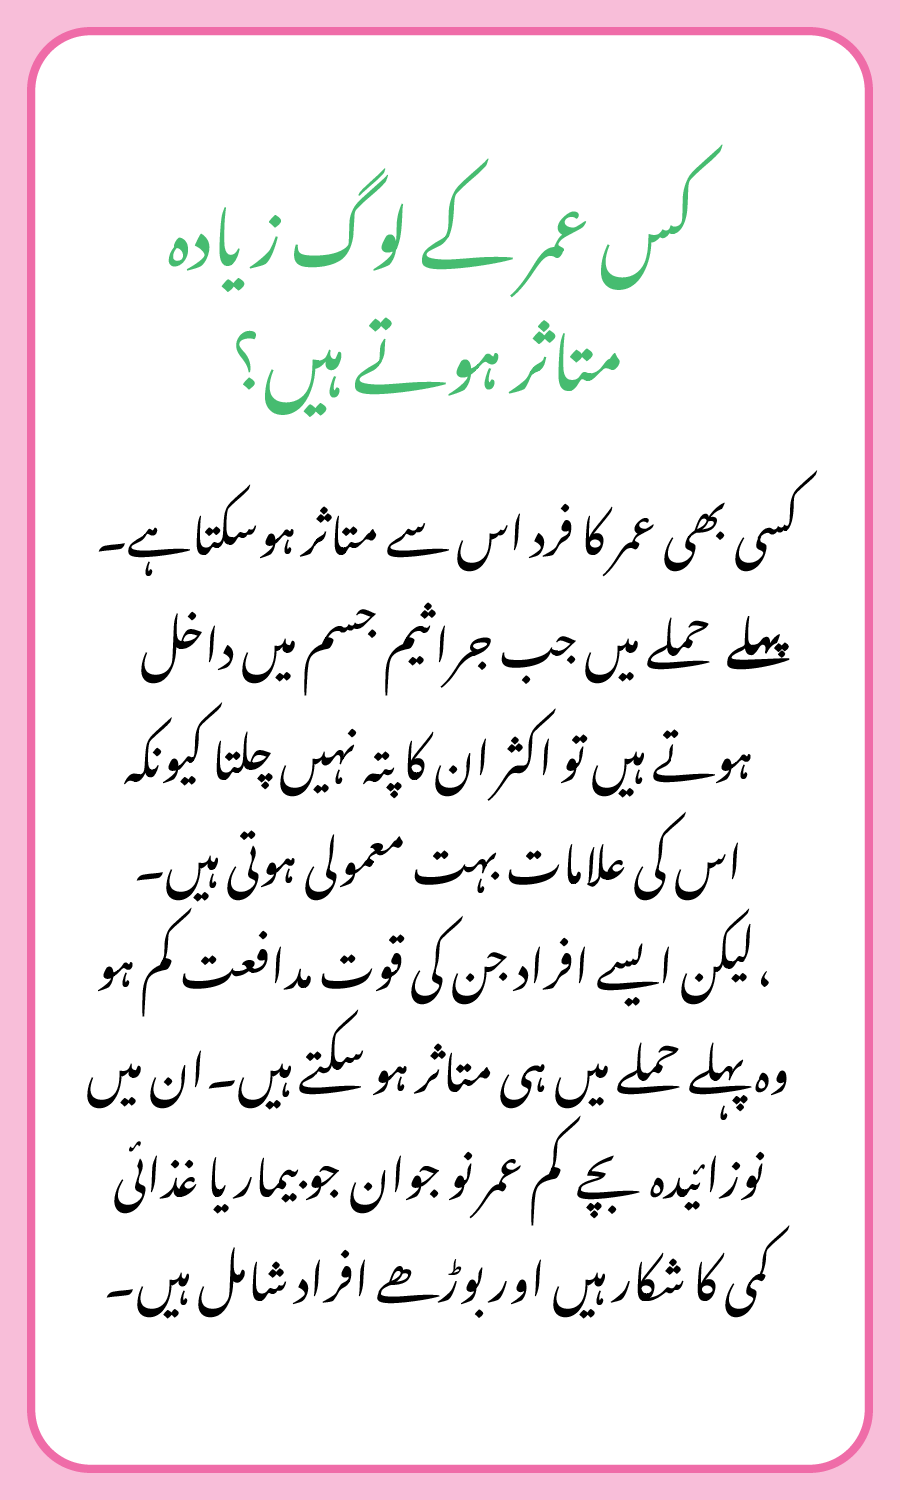 کس عمر کے لوگ زیادہ
متاثر ہوتے ہیں؟
کسی بھی عمر کا فرد اس سے متاثر ہو سکتا ہے۔
پہلے حملے میں جب جراثیم جسم میں داخل
ہوتے ہیں تو اکثر ان کا پتہ نہیں چلتا کیونکہ
اس کی علامات بہت معمولی ہوتی ہیں۔
، لیکن ایسے افراد جن کی قوت مدافعت کم ہو
وہ پہلے حملے میں ہی متاثر ہو سکتے ہیں۔ ان میں
نوزائیدہ بچے کم عمر نو جوان جو بیمار یا غذائی
کمی کا شکار ہیں اور بوڑھے افراد شامل ہیں۔